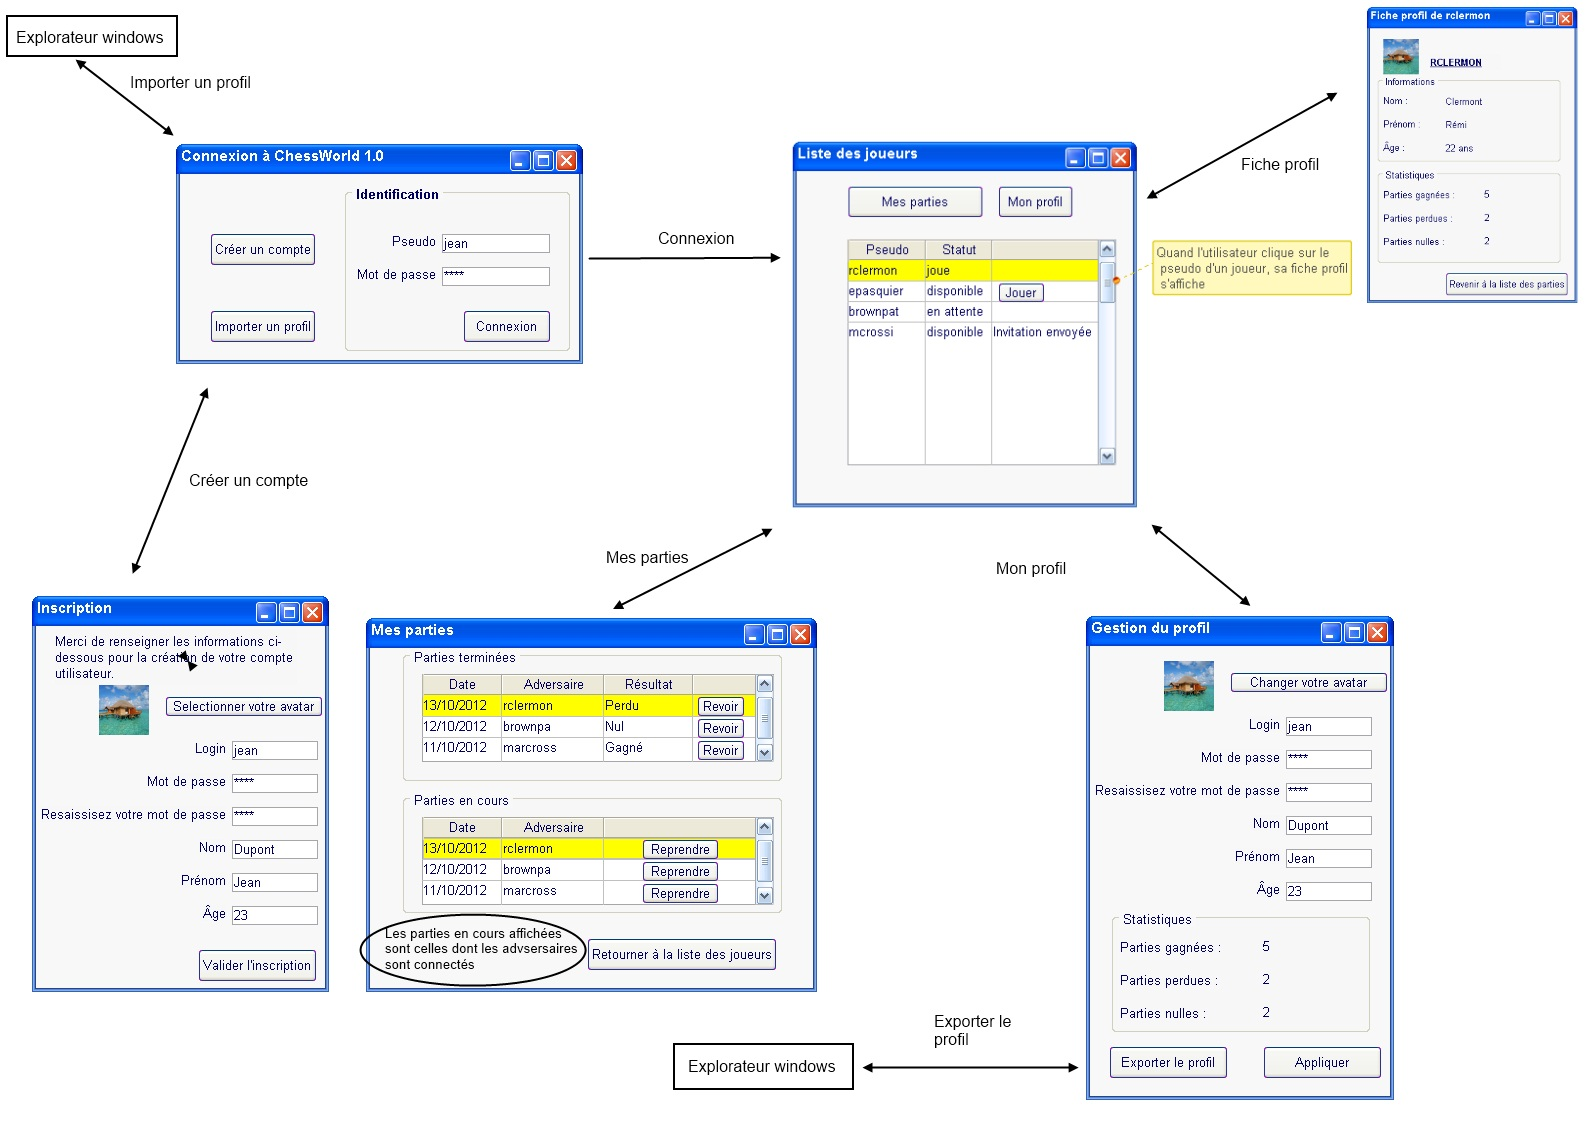 Explorateur windows
Importer un profil
Connexion à ChessWorld 1.0
Identification
Créer un compte
Pseudo jean
Mot de passe ****
Importer un profil
Connexion
Connexion
Liste des joueurs
Mes parties Mon profil
Pseudo Statut
rclermon joue
epasquier disponible Jouer
brownpat en attente
mcrossi disponible Invitation envoyée
Quand l'utilisateur clique sur le
pseudo d'un joueur, sa fiche profil
s'affiche
Fiche profil
Fiche profil de rclermon
RCLERMON
Informations
Nom : Clermont
Prénom : Rémi
Âge : 22 ans
Statistiques
Parties gagnées : 5
Parties perdues : 2
Parties nulles : 2
Revenir à la liste des parties
Créer un compte
Mes parties
Mon profil
Inscription
Merci de renseigner les informations ci-
dessous pour la création de votre compte
utilisateur.
Selectionner votre avatar
Login jean
Mot de passe ****
Resaissisez votre mot de passe ****
Nom Dupont
Prénom Jean
Âge 23
Valider l'inscription
Mes parties
Parties terminées
Date Adversaire Résultat
13/10/2012 rclermon Perdu Revoir
12/10/2012 brownpa Nul Revoir
11/10/2012 marcross Gagné Revoir
Parties en cours
Date Adversaire
13/10/2012 rclermon Reprendre
12/10/2012 brownpa Reprendre
11/10/2012 marcross Reprendre
Les parties en cours affichées
sont celles dont les advsersaires
sont connectés
Retourner à la liste des joueurs
Gestion du profil
Changer votre avatar
Login jean
Mot de passe ****
Resaissisez votre mot de passe ****
Nom Dupont
Prénom Jean
Âge 23
Statistiques
Parties gagnées : 5
Parties perdues : 2
Parties nulles : 2
Exporter le profil Appliquer
Exporter le
profil
Explorateur windows